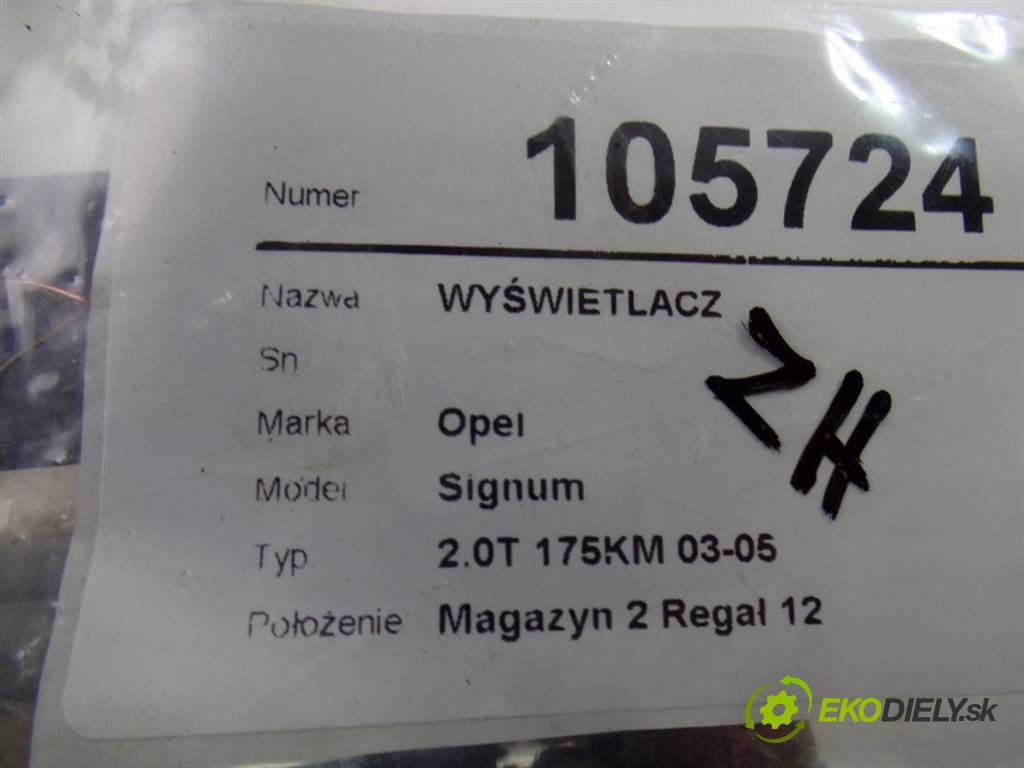 Numer 105724
Nazwa WYŚWIETLACZ
Sn
Marka Opel
Model Signum
Typ 2.0T 175KM 03-05
Położenie Magazyn 2 Regał 12
ZH
EKODIELY.sk